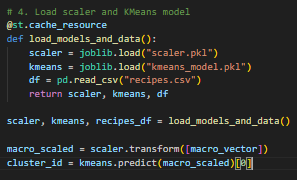 # 4. Load scaler and KMeans model
@st.cache_resource
def load_models_and_data():
    scaler = joblib.load("scaler.pkl")
    kmeans = joblib.load("kmeans_model.pkl")
    df = pd.read_csv("recipes.csv")
    return scaler, kmeans, df
scaler, kmeans, recipes_df = load_models_and_data()
macro_scaled = scaler.transform([macro_vector])
cluster_id = kmeans.predict(macro_scaled)[0]